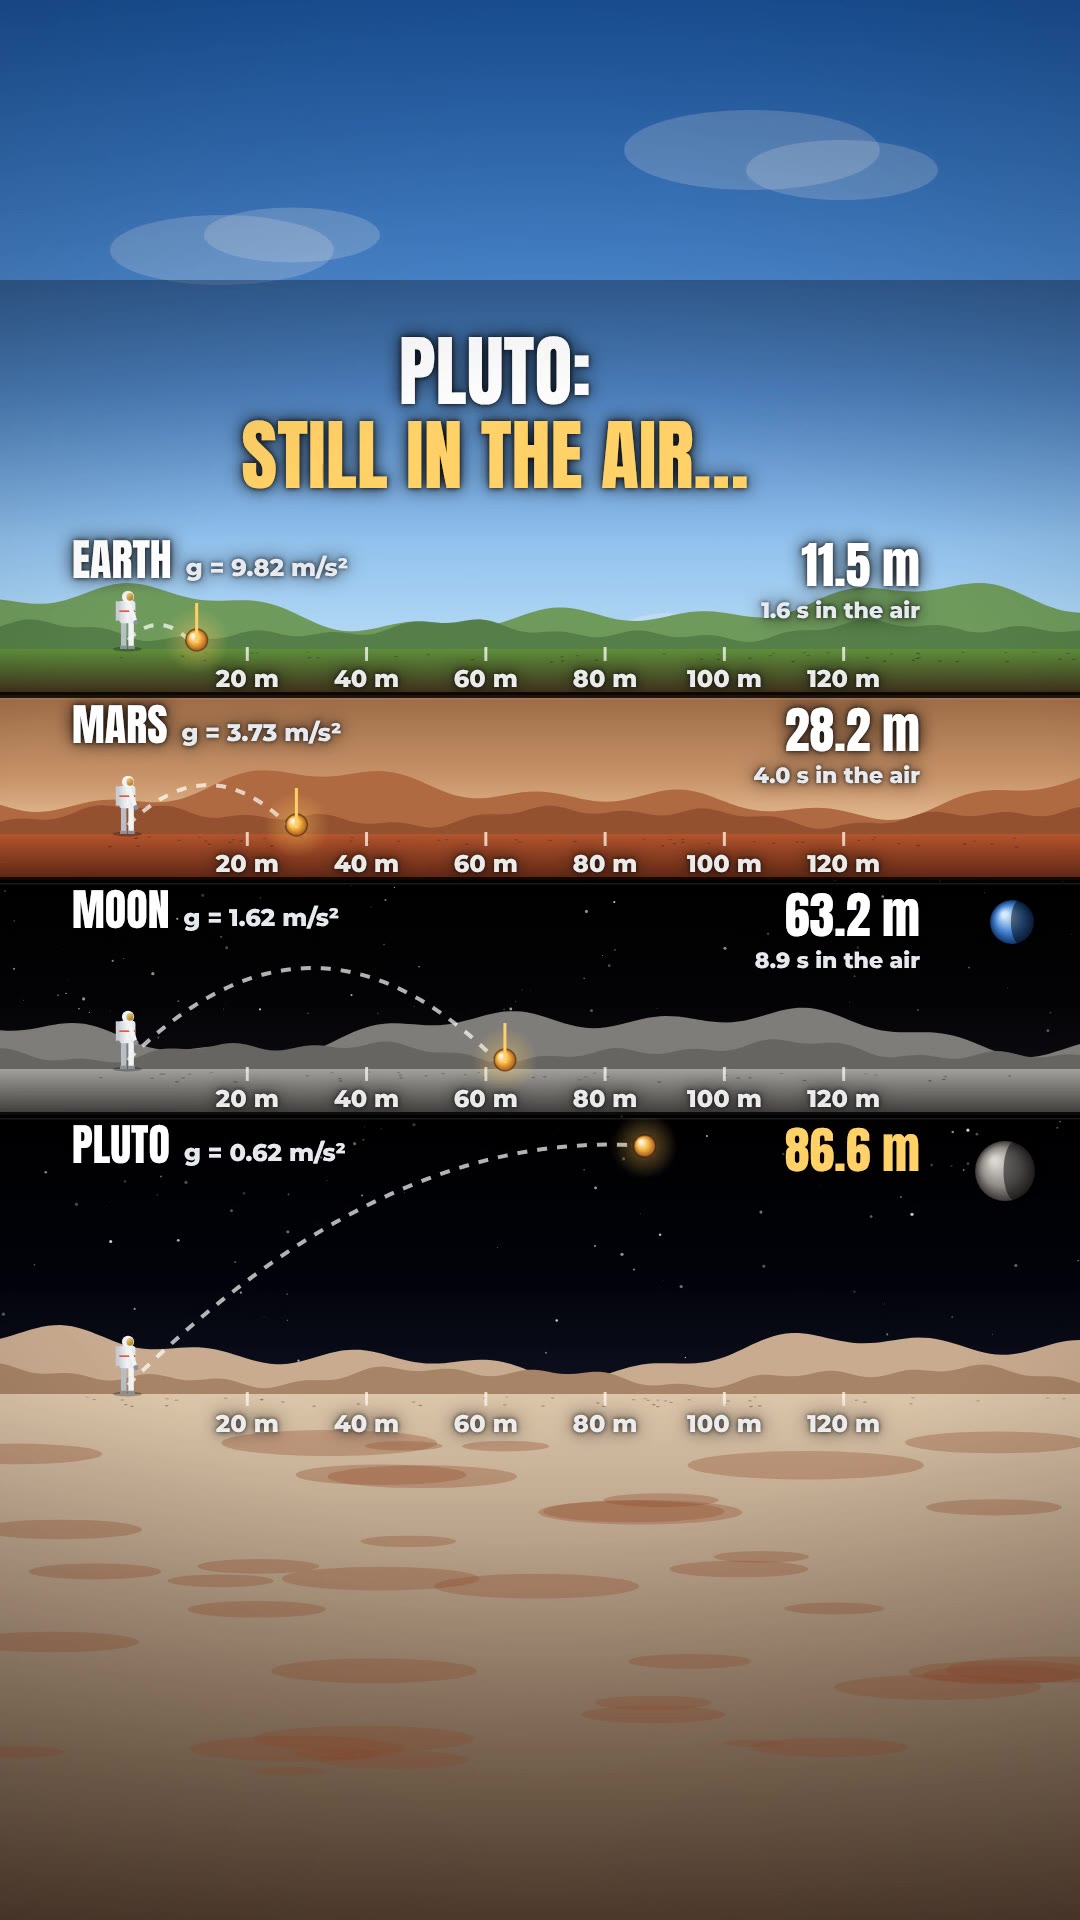 PLUTO:
STILL IN THE AIR...
EARTH g = 9.82 m/s²
11.5 m
1.6 s in the air
20 m 40 m 60 m 80 m 100 m 120 m
MARS g = 3.73 m/s²
28.2 m
4.0 s in the air
20 m 40 m 60 m 80 m 100 m 120 m
MOON g = 1.62 m/s²
63.2 m
8.9 s in the air
20 m 40 m 60 m 80 m 100 m 120 m
PLUTO g = 0.62 m/s²
86.6 m
20 m 40 m 60 m 80 m 100 m 120 m